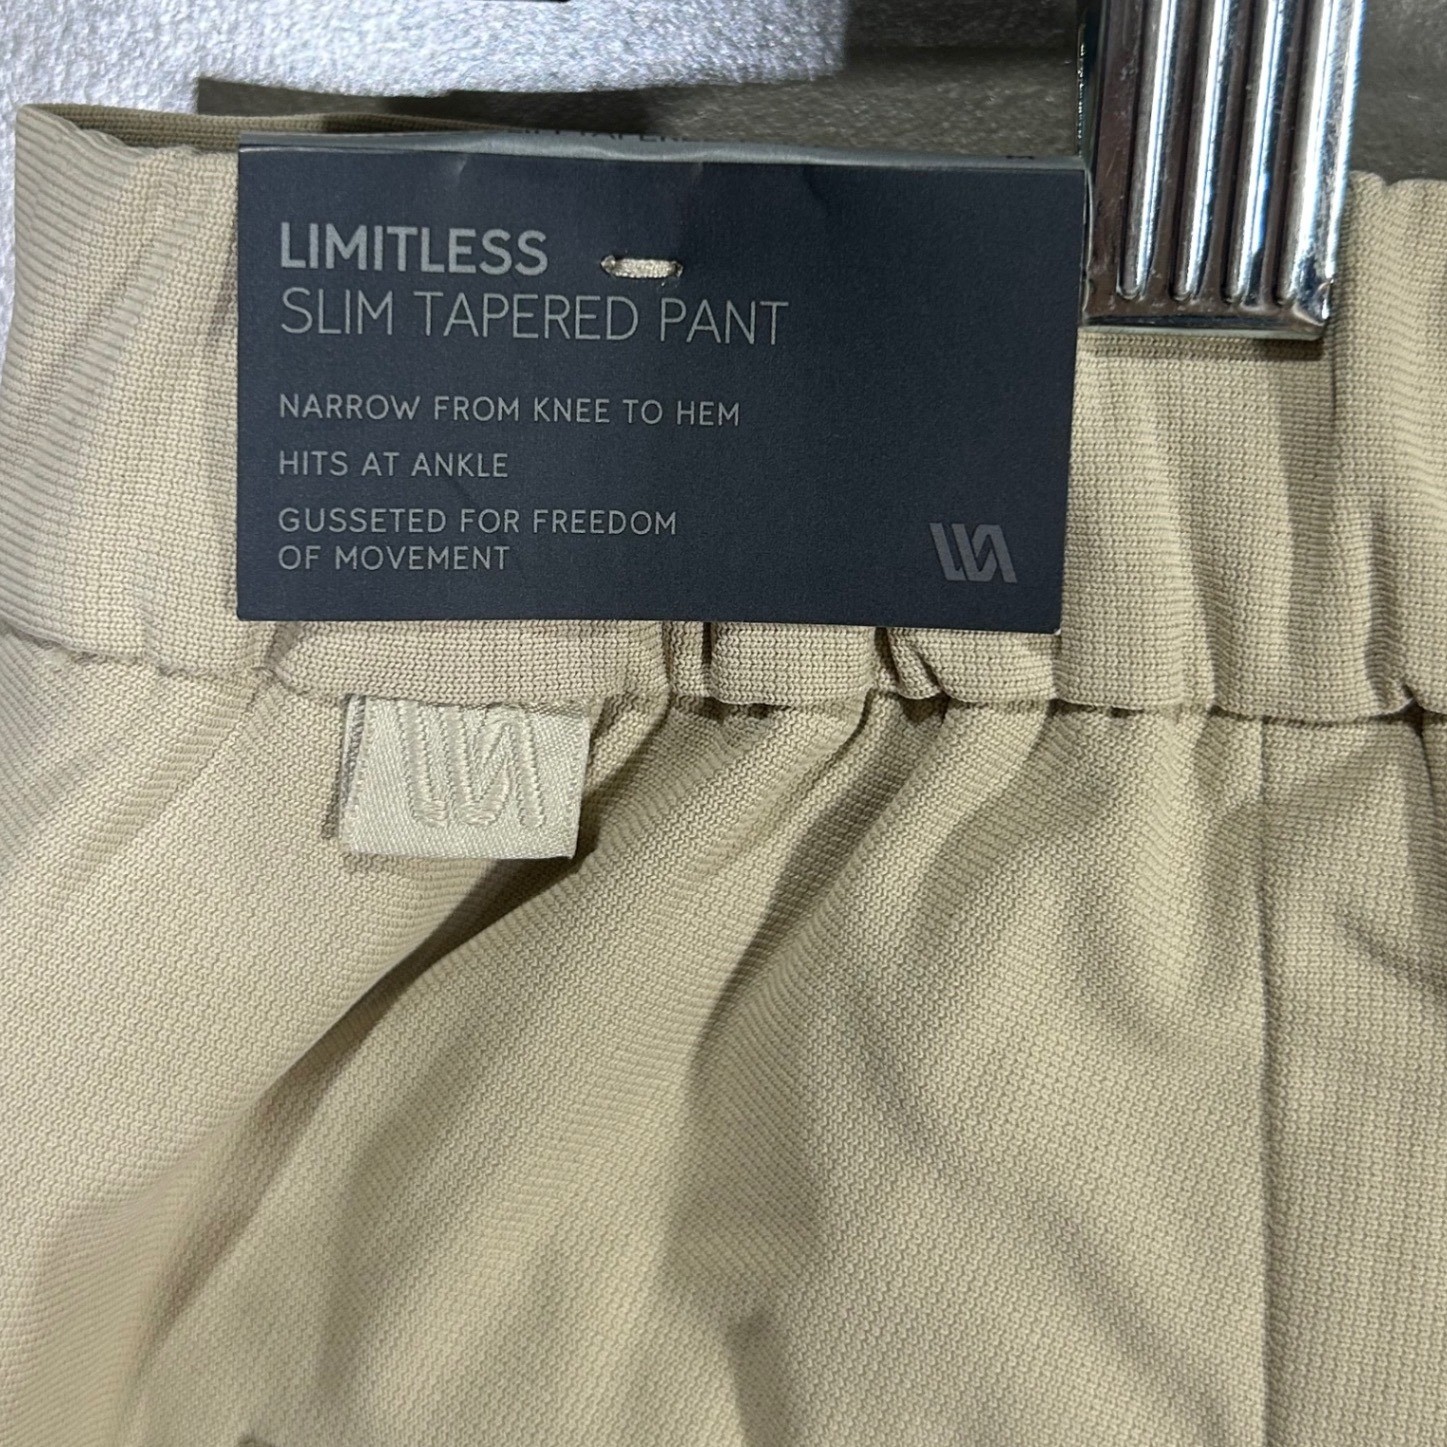 LIMITLESS
SLIM TAPERED PANT
NARROW FROM KNEE TO HEM
HITS AT ANKLE
GUSSETED FOR FREEDOM
OF MOVEMENT